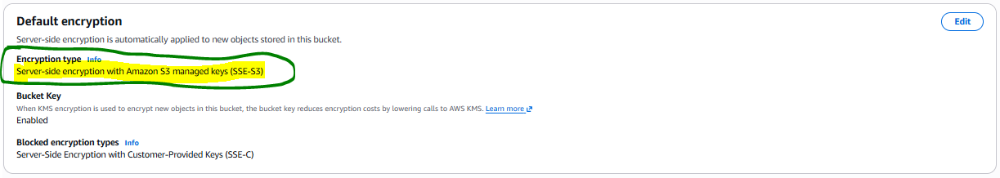 Default encryption
Edit
Server-side encryption is automatically applied to new objects stored in this bucket.
Encryption type Info
Server-side encryption with Amazon S3 managed keys (SSE-S3)
Bucket Key
When KMS encryption is used to encrypt new objects in this bucket, the bucket key reduces encryption costs by lowering calls to AWS KMS. Learn more
Enabled
Blocked encryption types Info
Server-Side Encryption with Customer-Provided Keys (SSE-C)